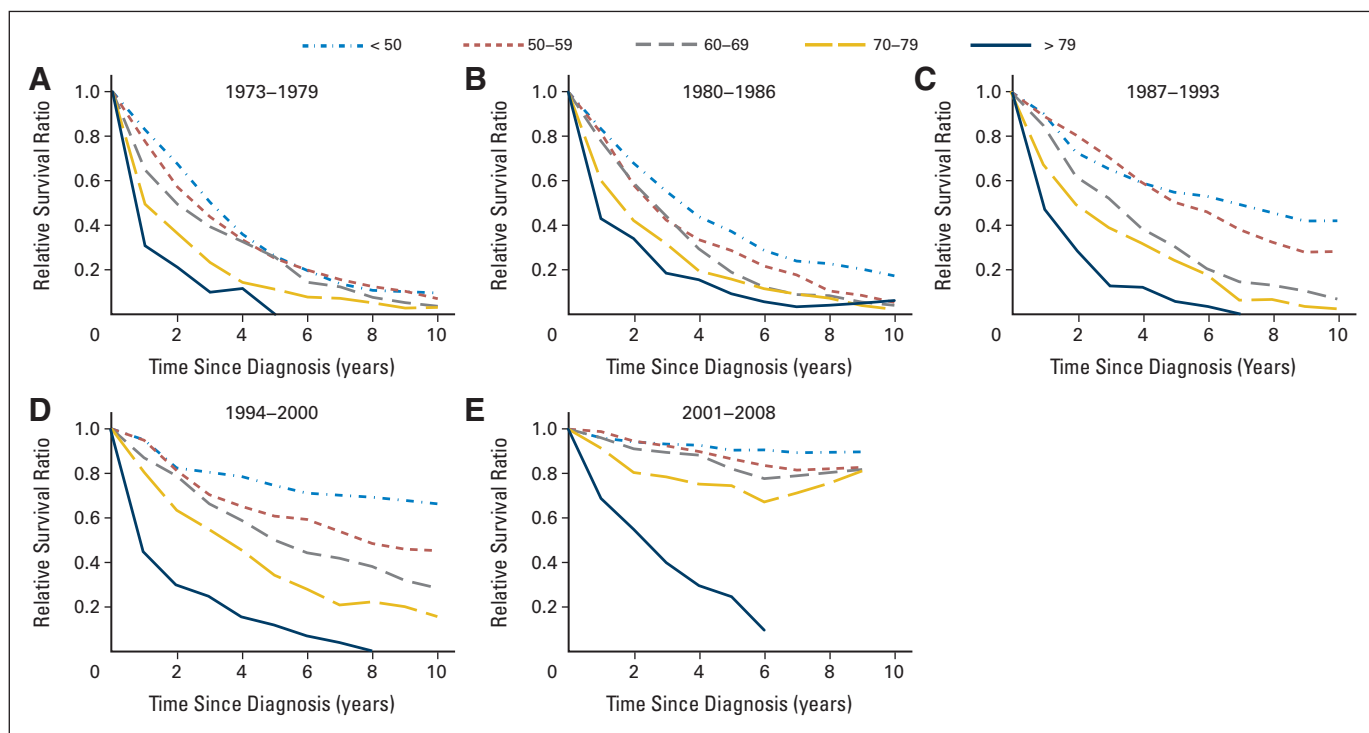 < 50 50–59 60–69 70–79 > 79
A
1973–1979
Relative Survival Ratio
1.0
0.8
0.6
0.4
0.2
0 2 4 6 8 10
Time Since Diagnosis (years)
B
1980–1986
Relative Survival Ratio
1.0
0.8
0.6
0.4
0.2
0 2 4 6 8 10
Time Since Diagnosis (years)
C
1987–1993
Relative Survival Ratio
1.0
0.8
0.6
0.4
0.2
0 2 4 6 8 10
Time Since Diagnosis (Years)
D
1994–2000
Relative Survival Ratio
1.0
0.8
0.6
0.4
0.2
0 2 4 6 8 10
Time Since Diagnosis (years)
E
2001–2008
Relative Survival Ratio
1.0
0.8
0.6
0.4
0.2
0 2 4 6 8 10
Time Since Diagnosis (years)